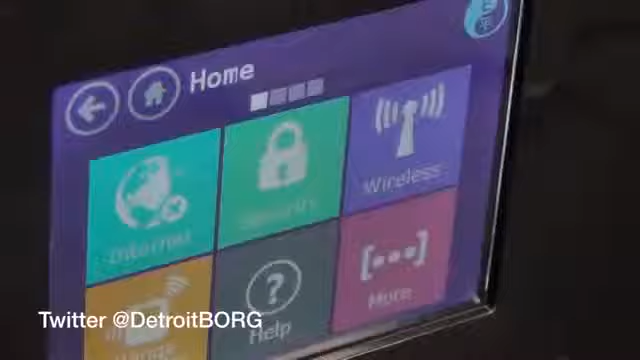 Home
Internet
Security
Wireless
Help
More
Twitter @DetroitBORG